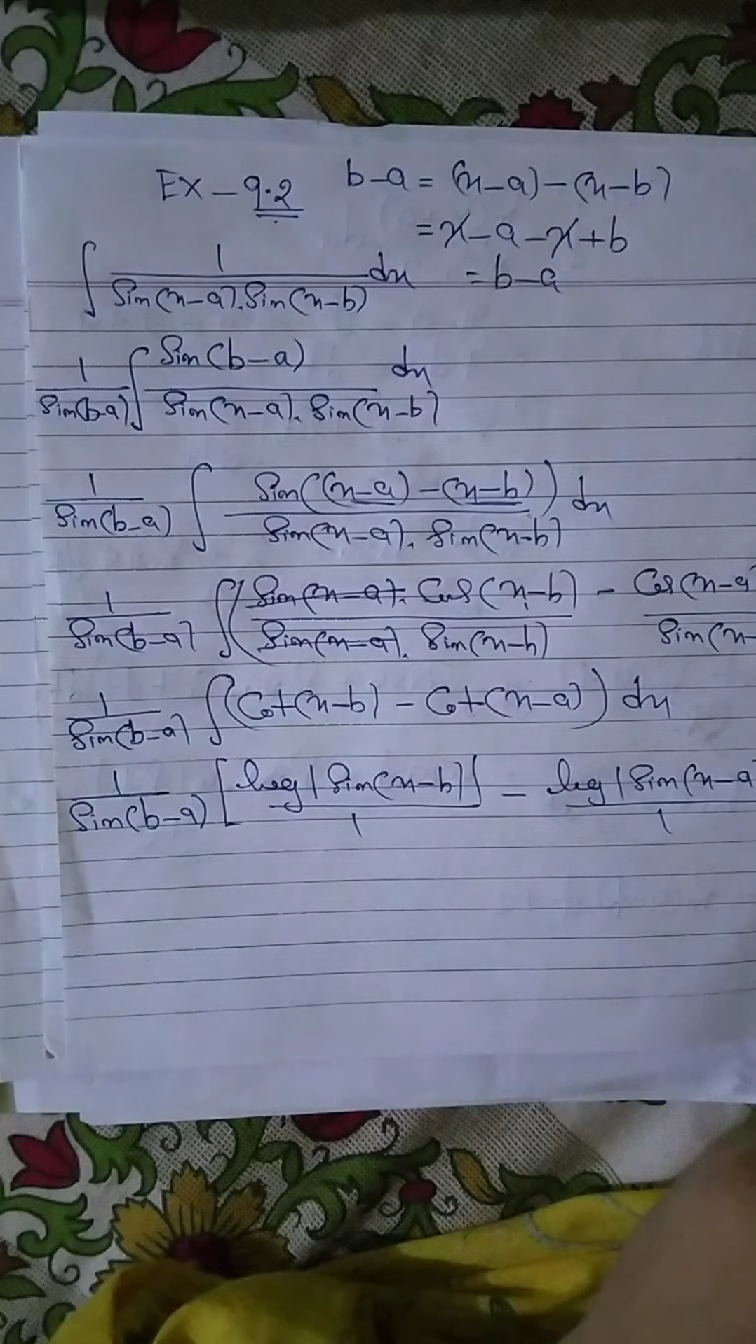 EX - 9.2 b-a = (x-a)-(x-b)
= x-a-x+b
∫ 1/(Sin(x-a).Sin(x-b)) dx = b-a
1/Sin(b-a) ∫ Sin(b-a)/(Sin(x-a). Sin(x-b)) dx
1/Sin(b-a) ∫ Sin((x-a)-(x-b))/(Sin(x-a). Sin(x-b)) dx
1/Sin(b-a) ∫ (Sin(x-a). Cos(x-b)/(Sin(x-a). Sin(x-b)) - Cos(x-a/Sin(x-
1/Sin(b-a) ∫ (Cot(x-b) - Cot(x-a)) dx
1/Sin(b-a) [log|Sin(x-b)|/1 - log|Sin(x-a/1